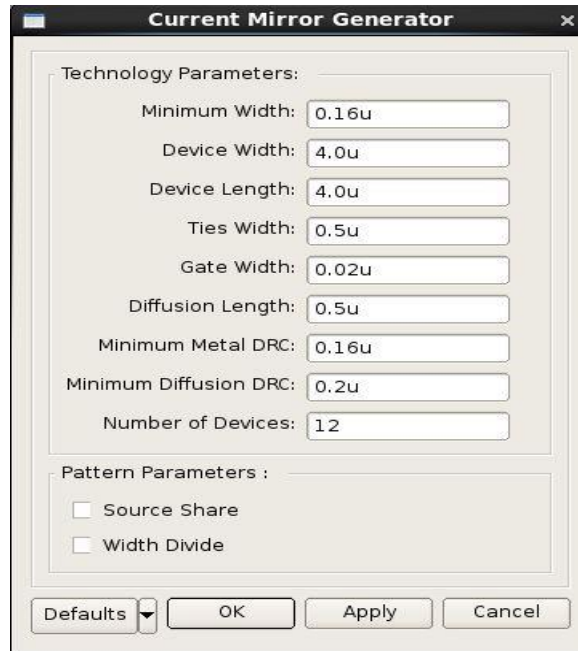 Current Mirror Generator
Technology Parameters:
Minimum Width: 0.16u
Device Width: 4.0u
Device Length: 4.0u
Ties Width: 0.5u
Gate Width: 0.02u
Diffusion Length: 0.5u
Minimum Metal DRC: 0.16u
Minimum Diffusion DRC: 0.2u
Number of Devices: 12
Pattern Parameters :
Source Share
Width Divide
Defaults OK Apply Cancel